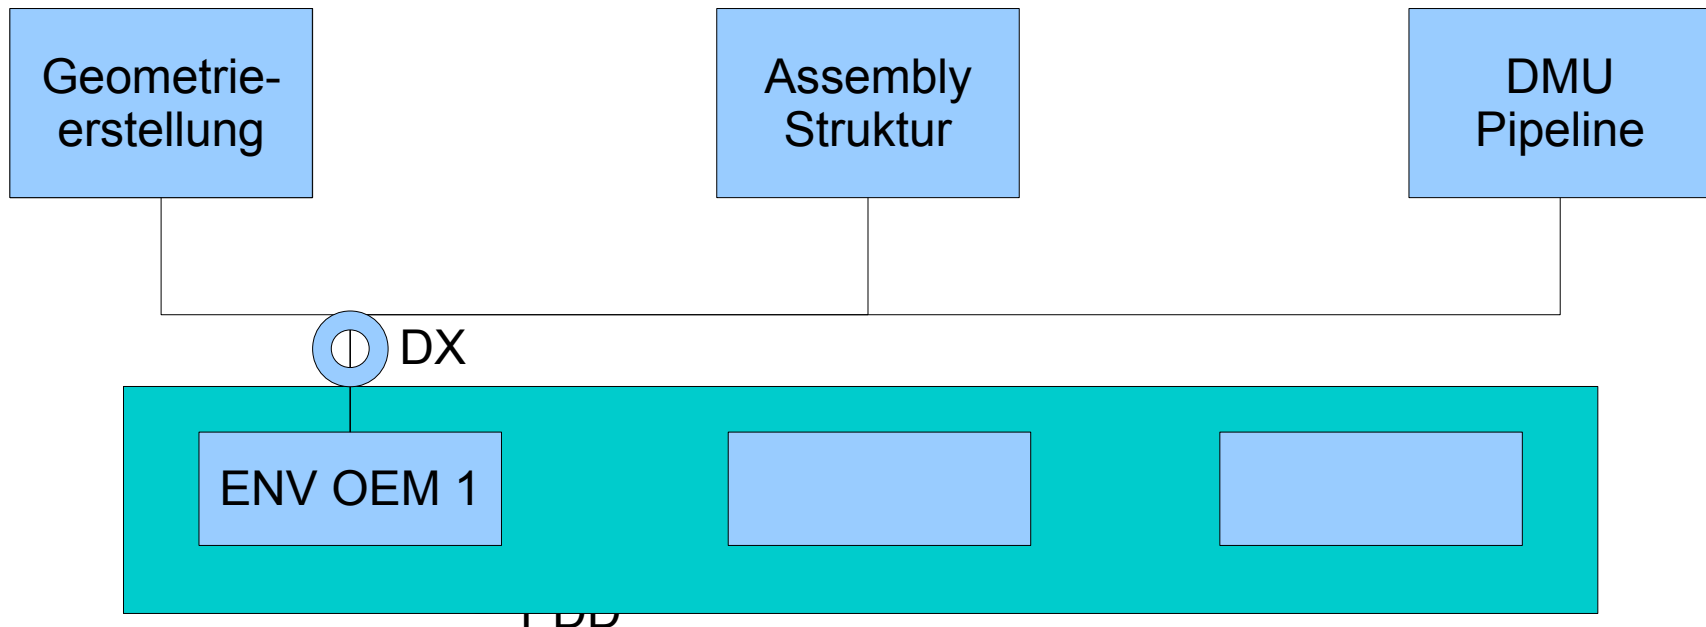 Geometrie-
erstellung
Assembly
Struktur
DMU
Pipeline
DX
ENV OEM 1